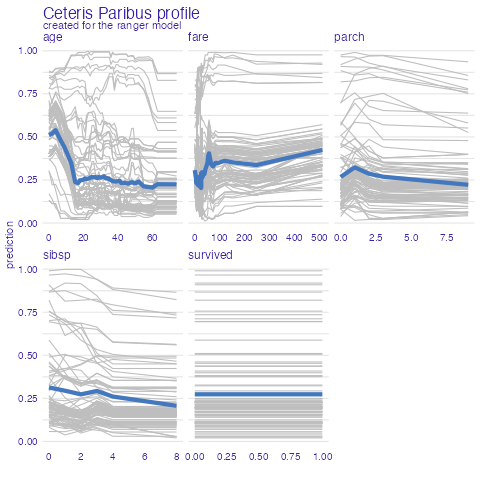 Ceteris Paribus profile
created for the ranger model
age
fare
parch
1.00
0.75
0.50
0.25
0.00
0 20 40 60
0 100 200 300 400 500
0.0 2.5 5.0 7.5
prediction
sibsp
survived
1.00
0.75
0.50
0.25
0.00
0 2 4 6 8
0.00 0.25 0.50 0.75 1.00